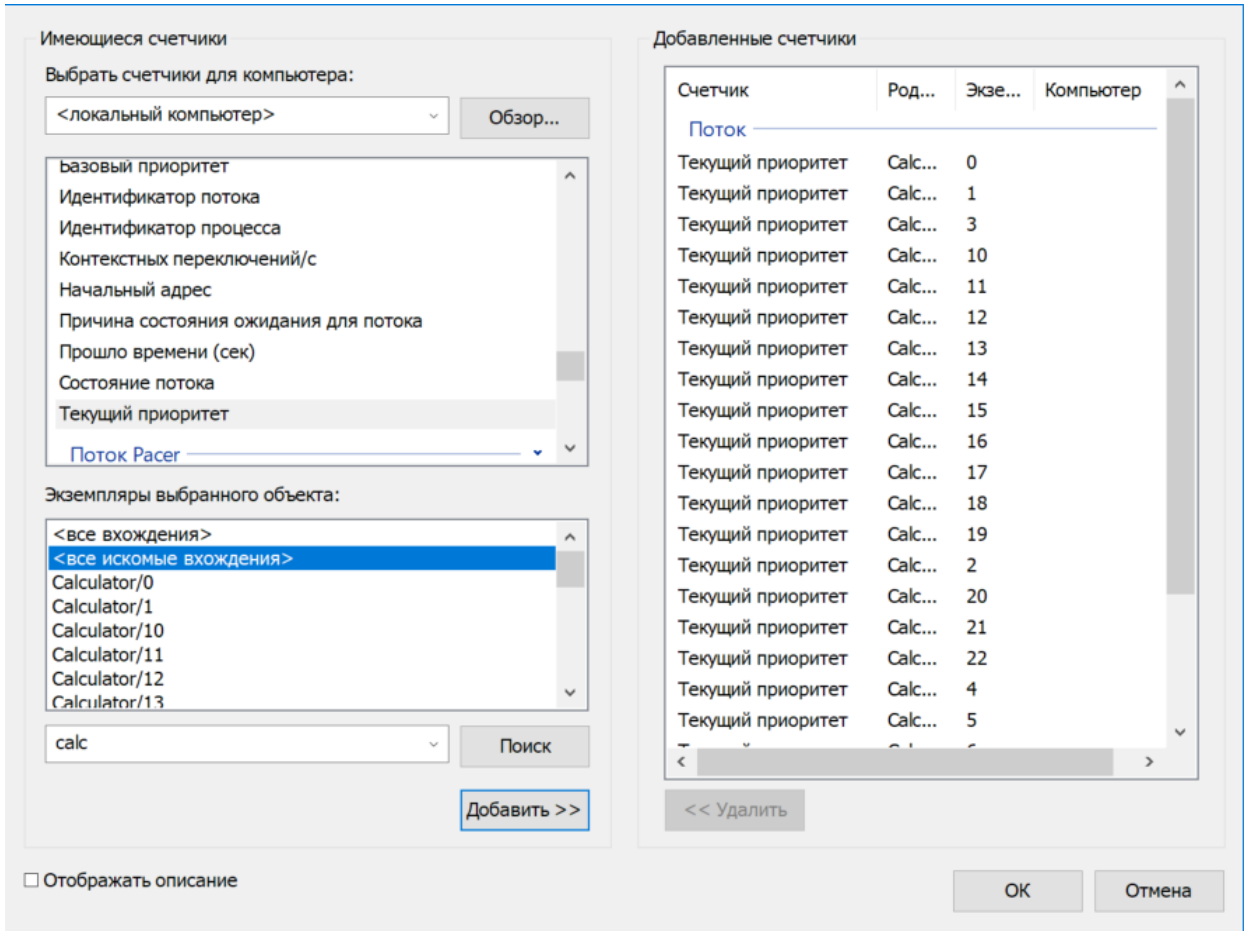 Имеющиеся счетчики
Выбрать счетчики для компьютера:
<локальный компьютер>
Обзор...
Базовый приоритет
Идентификатор потока
Идентификатор процесса
Контекстных переключений/с
Начальный адрес
Причина состояния ожидания для потока
Прошло времени (сек)
Состояние потока
Текущий приоритет
Поток Pacer
Экземпляры выбранного объекта:
<все вхождения>
<все искомые вхождения>
Calculator/0
Calculator/1
Calculator/10
Calculator/11
Calculator/12
Calculator/13
calc
Поиск
Добавить >>
Добавленные счетчики
Счетчик Род... Экзе... Компьютер
Поток
Текущий приоритет Calc... 0
Текущий приоритет Calc... 1
Текущий приоритет Calc... 3
Текущий приоритет Calc... 10
Текущий приоритет Calc... 11
Текущий приоритет Calc... 12
Текущий приоритет Calc... 13
Текущий приоритет Calc... 14
Текущий приоритет Calc... 15
Текущий приоритет Calc... 16
Текущий приоритет Calc... 17
Текущий приоритет Calc... 18
Текущий приоритет Calc... 19
Текущий приоритет Calc... 2
Текущий приоритет Calc... 20
Текущий приоритет Calc... 21
Текущий приоритет Calc... 22
Текущий приоритет Calc... 4
Текущий приоритет Calc... 5
<< Удалить
Отображать описание
ОК
Отмена